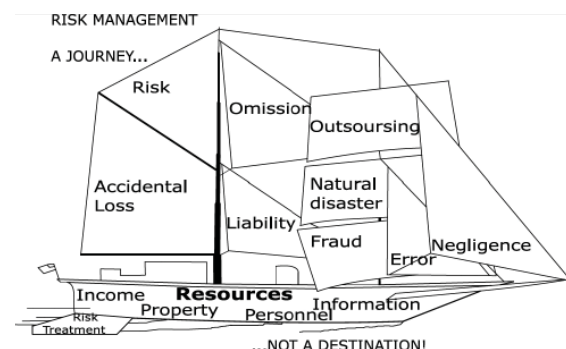 RISK MANAGEMENT
A JOURNEY...
Risk
Omission
Outsoursing
Accidental
Loss
Natural
disaster
Liability
Fraud
Error
Negligence
Income
Resources
Property
Personnel
Information
Risk
Treatment
...NOT A DESTINATION!